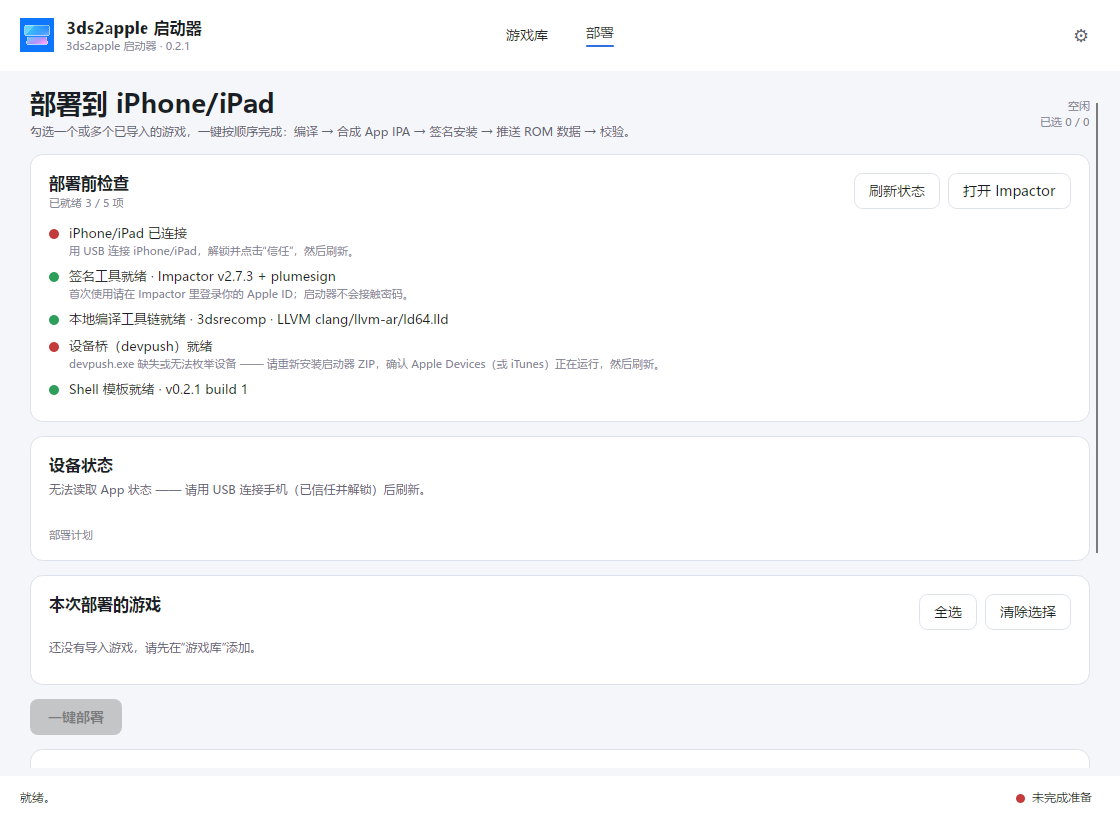 3ds2apple 启动器
3ds2apple 启动器 · 0.2.1
游戏库
部署
部署到 iPhone/iPad
勾选一个或多个已导入的游戏，一键按顺序完成：编译 → 合成 App IPA → 签名安装 → 推送 ROM 数据 → 校验。
空闲
已选 0 / 0
部署前检查
已就绪 3 / 5 项
刷新状态
打开 Impactor
iPhone/iPad 已连接
用 USB 连接 iPhone/iPad，解锁并点击“信任”，然后刷新。
签名工具就绪 · Impactor v2.7.3 + plumesign
首次使用请在 Impactor 里登录你的 Apple ID；启动器不会接触密码。
本地编译工具链就绪 · 3dsrecomp · LLVM clang/llvm-ar/ld64.lld
设备桥（devpush）就绪
devpush.exe 缺失或无法枚举设备 —— 请重新安装启动器 ZIP，确认 Apple Devices（或 iTunes）正在运行，然后刷新。
Shell 模板就绪 · v0.2.1 build 1
设备状态
无法读取 App 状态 —— 请用 USB 连接手机（已信任并解锁）后刷新。
部署计划
本次部署的游戏
全选
清除选择
还没有导入游戏，请先在“游戏库”添加。
一键部署
就绪。
未完成准备